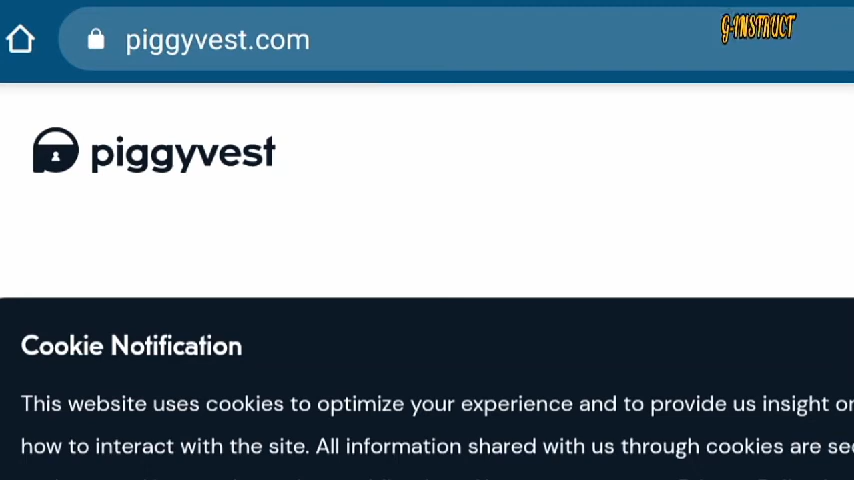 piggyvest.com
G-INSTRUCT
piggyvest
Cookie Notification
This website uses cookies to optimize your experience and to provide us insight on
how to interact with the site. All information shared with us through cookies are